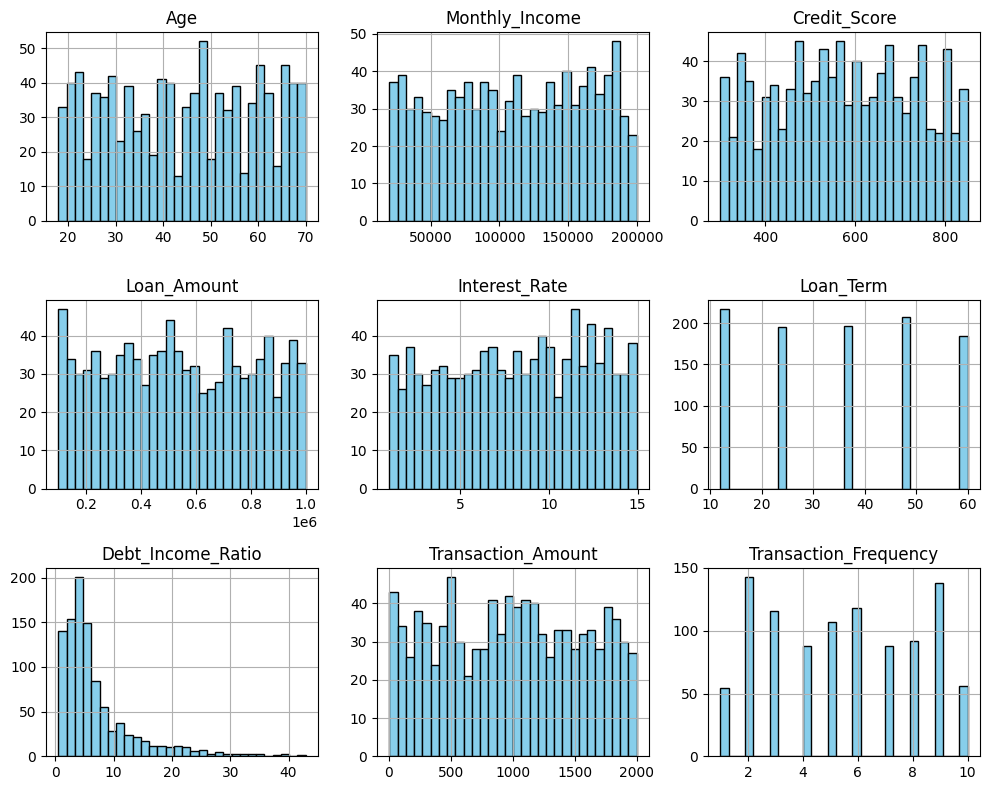 Age Monthly_Income Credit_Score
50 50
40 40 40
30 30 30
20 20 20
10 10 10
0 0 0
20 30 40 50 60 70 50000 100000 150000 200000 400 600 800
Loan_Amount Interest_Rate Loan_Term
40 40 200
30 30 150
20 20 100
10 10 50
0 0 0
0.2 0.4 0.6 0.8 1.0 5 10 15 10 20 30 40 50 60
1e6
Debt_Income_Ratio Transaction_Amount Transaction_Frequency
200 40 150
150 30 100
100 20 50
50 10 0
0 0
0 10 20 30 40 0 500 1000 1500 2000 2 4 6 8 10